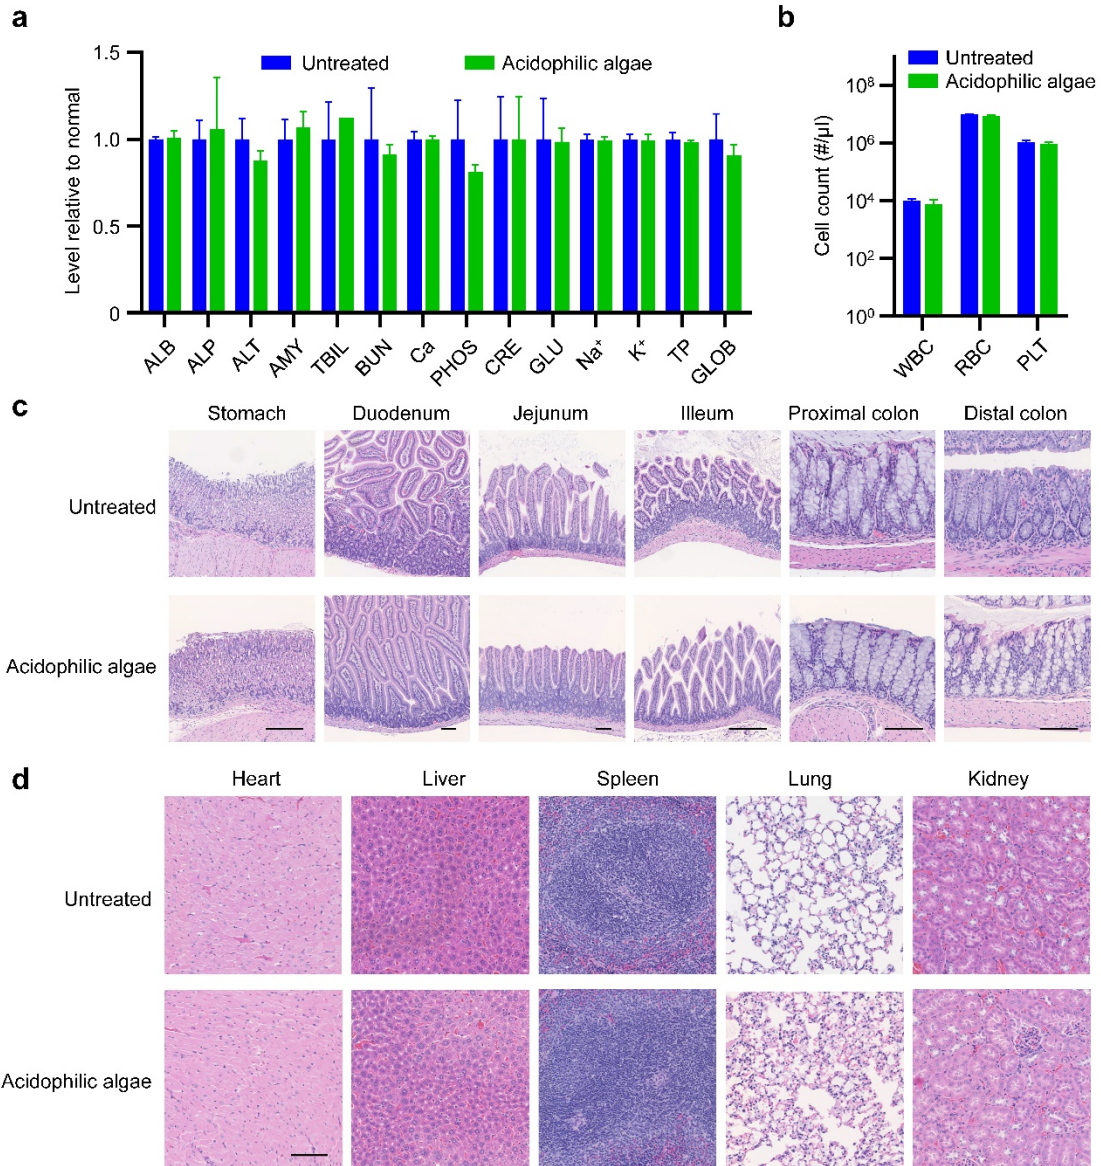 a
b
1.5
Untreated
Acidophilic algae
1.0
0.5
0
Level relative to normal
ALB
ALP
ALT
AMY
TBIL
BUN
Ca
PHOS
CRE
GLU
Na⁺
K⁺
TP
GLOB
Untreated
Acidophilic algae
10⁸
10⁶
10⁴
10²
10⁰
Cell count (#/µl)
WBC
RBC
PLT
c
Stomach
Duodenum
Jejunum
Illeum
Proximal colon
Distal colon
Untreated
Acidophilic algae
d
Heart
Liver
Spleen
Lung
Kidney
Untreated
Acidophilic algae